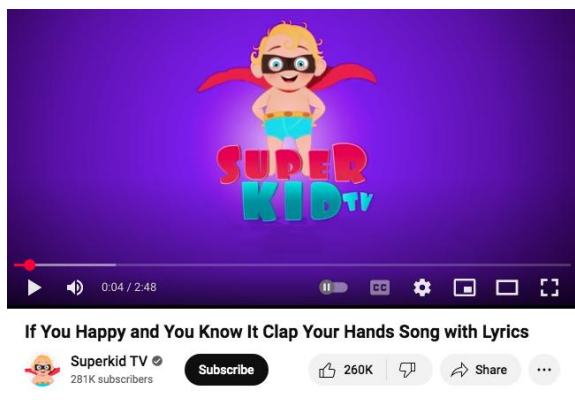 SUPER
KID TV
0:04 / 2:48
CC
If You Happy and You Know It Clap Your Hands Song with Lyrics
Superkid TV
281K subscribers
Subscribe
260K
Share